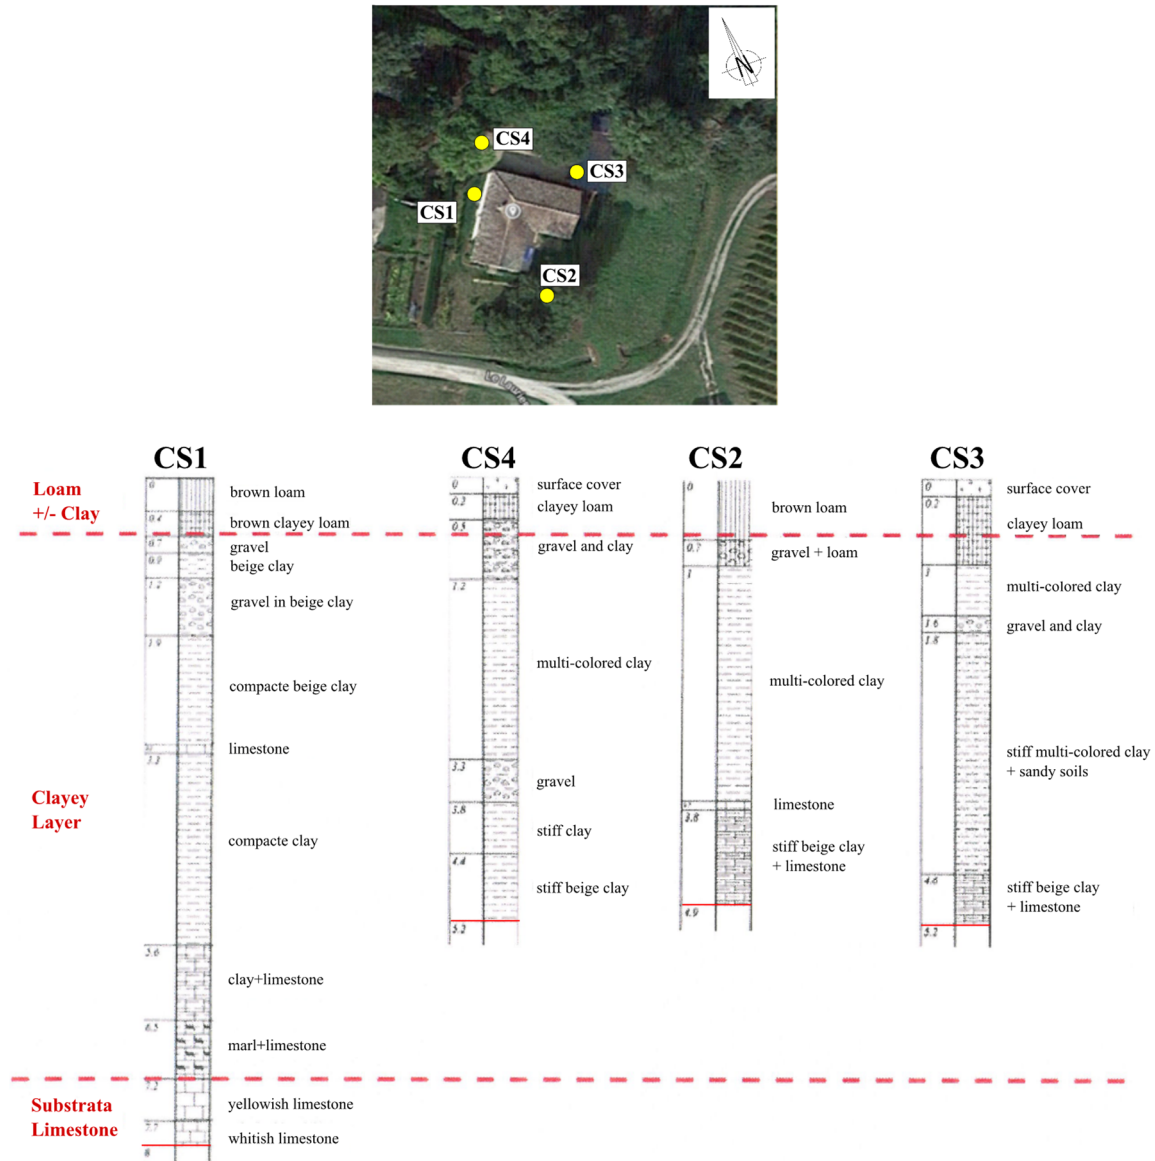 N
CS4
CS3
CS1
CS2
CS1
CS4
CS2
CS3
Loam
+/- Clay
Clayey
Layer
Substrata
Limestone
0
brown loam
0.4
brown clayey loam
0.7
gravel
0.9
beige clay
1.2
gravel in beige clay
1.9
compacte beige clay
limestone
3.3
compacte clay
5.6
clay+limestone
6.5
marl+limestone
7.2
yellowish limestone
7.7
whitish limestone
8
0
surface cover
0.2
clayey loam
0.5
gravel and clay
1.2
multi-colored clay
3.3
gravel
3.8
stiff clay
4.4
stiff beige clay
5.2
0
brown loam
0.7
gravel + loam
1
multi-colored clay
limestone
3.8
stiff beige clay
+ limestone
4.9
0
surface cover
0.2
clayey loam
1
multi-colored clay
1.6
gravel and clay
1.8
stiff multi-colored clay
+ sandy soils
4.6
stiff beige clay
+ limestone
5.2